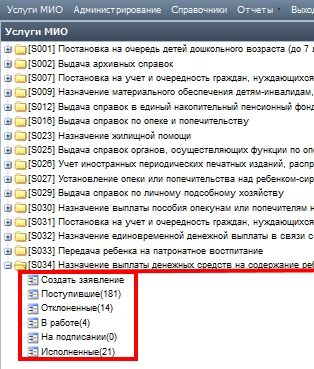 Услуги МИО Администрирование Справочники Отчеты Выход
Услуги МИО
[S001] Постановка на очередь детей дошкольного возраста (до 7 л
[S002] Выдача архивных справок
[S007] Постановка на учет и очередность граждан, нуждающихся
[S009] Назначение материального обеспечения детям-инвалидам,
[S012] Выдача справок в единый накопительный пенсионный фонд
[S016] Выдача справок по опеке и попечительству
[S023] Назначение жилищной помощи
[S025] Выдача справок органов, осуществляющих функции по опе
[S026] Учет иностранных периодических печатных изданий, распр
[S027] Установление опеки или попечительства над ребенком-сир
[S029] Выдача справок о наличии личного подсобного хозяйства
[S030] Назначение выплаты пособия опекунам или попечителям н
[S031] Постановка на учет и очередность граждан, нуждающихся
[S032] Назначение единовременной денежной выплаты в связи с
[S033] Передача ребенка на патронатное воспитание
[S034] Назначение выплаты денежных средств на содержание реб
Создать заявление
Поступившие(181)
Отклоненные(14)
В работе(4)
На подписании(0)
Исполненные(21)